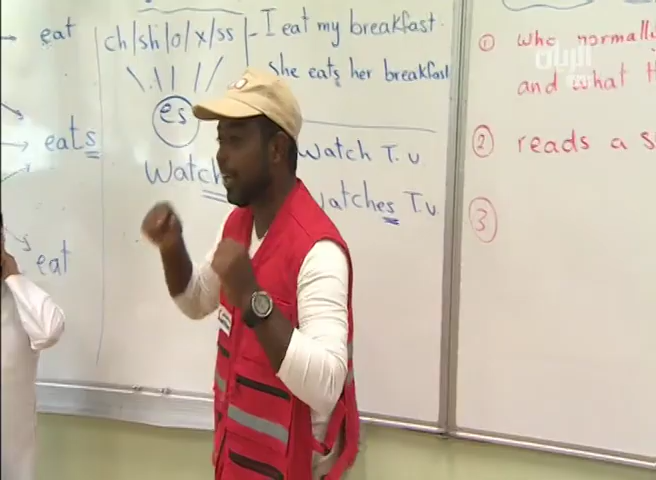 eat
eats
eat
ch/sh/o/x/ss
es
Watch
- I eat my breakfast.
She eats her breakfast
Watch T.v
Watches T.v
① who normally
and what
② reads a
③
الريان